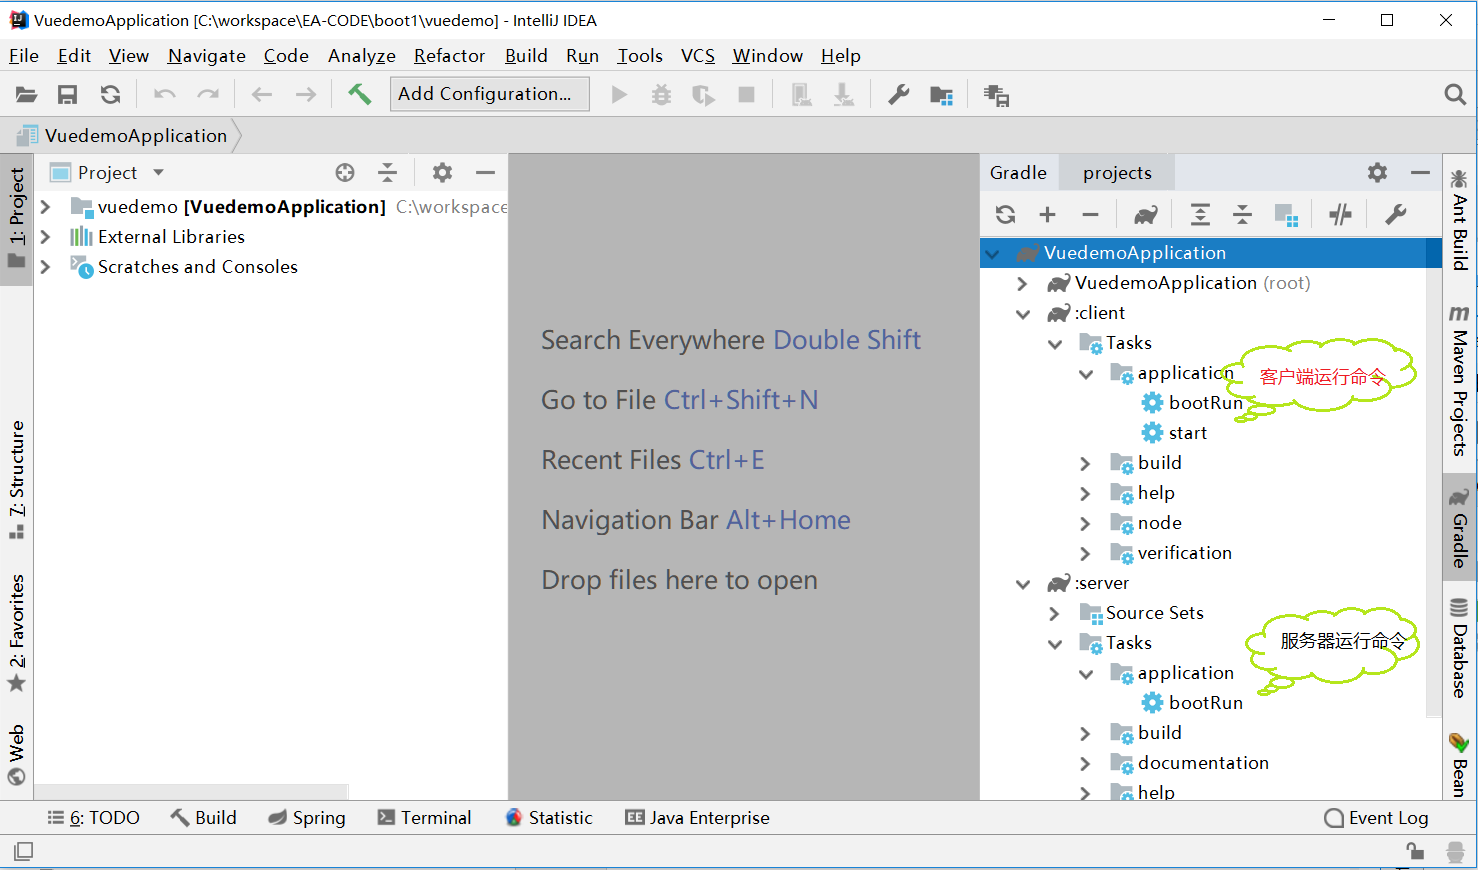 VuedemoApplication [C:\workspace\EA-CODE\boot1\vuedemo] - IntelliJ IDEA
File Edit View Navigate Code Analyze Refactor Build Run Tools VCS Window Help
Add Configuration...
VuedemoApplication
1: Project
7: Structure
2: Favorites
Web
Project
vuedemo [VuedemoApplication] C:\workspace
External Libraries
Scratches and Consoles
Search Everywhere Double Shift
Go to File Ctrl+Shift+N
Recent Files Ctrl+E
Navigation Bar Alt+Home
Drop files here to open
Gradle projects
VuedemoApplication
VuedemoApplication (root)
:client
Tasks
application
客户端运行命令
bootRun
start
build
help
node
verification
:server
Source Sets
Tasks
服务器运行命令
application
bootRun
build
documentation
help
Ant Build
m Maven Projects
Gradle
Database
Bean
6: TODO Build Spring Terminal Statistic EE Java Enterprise Event Log